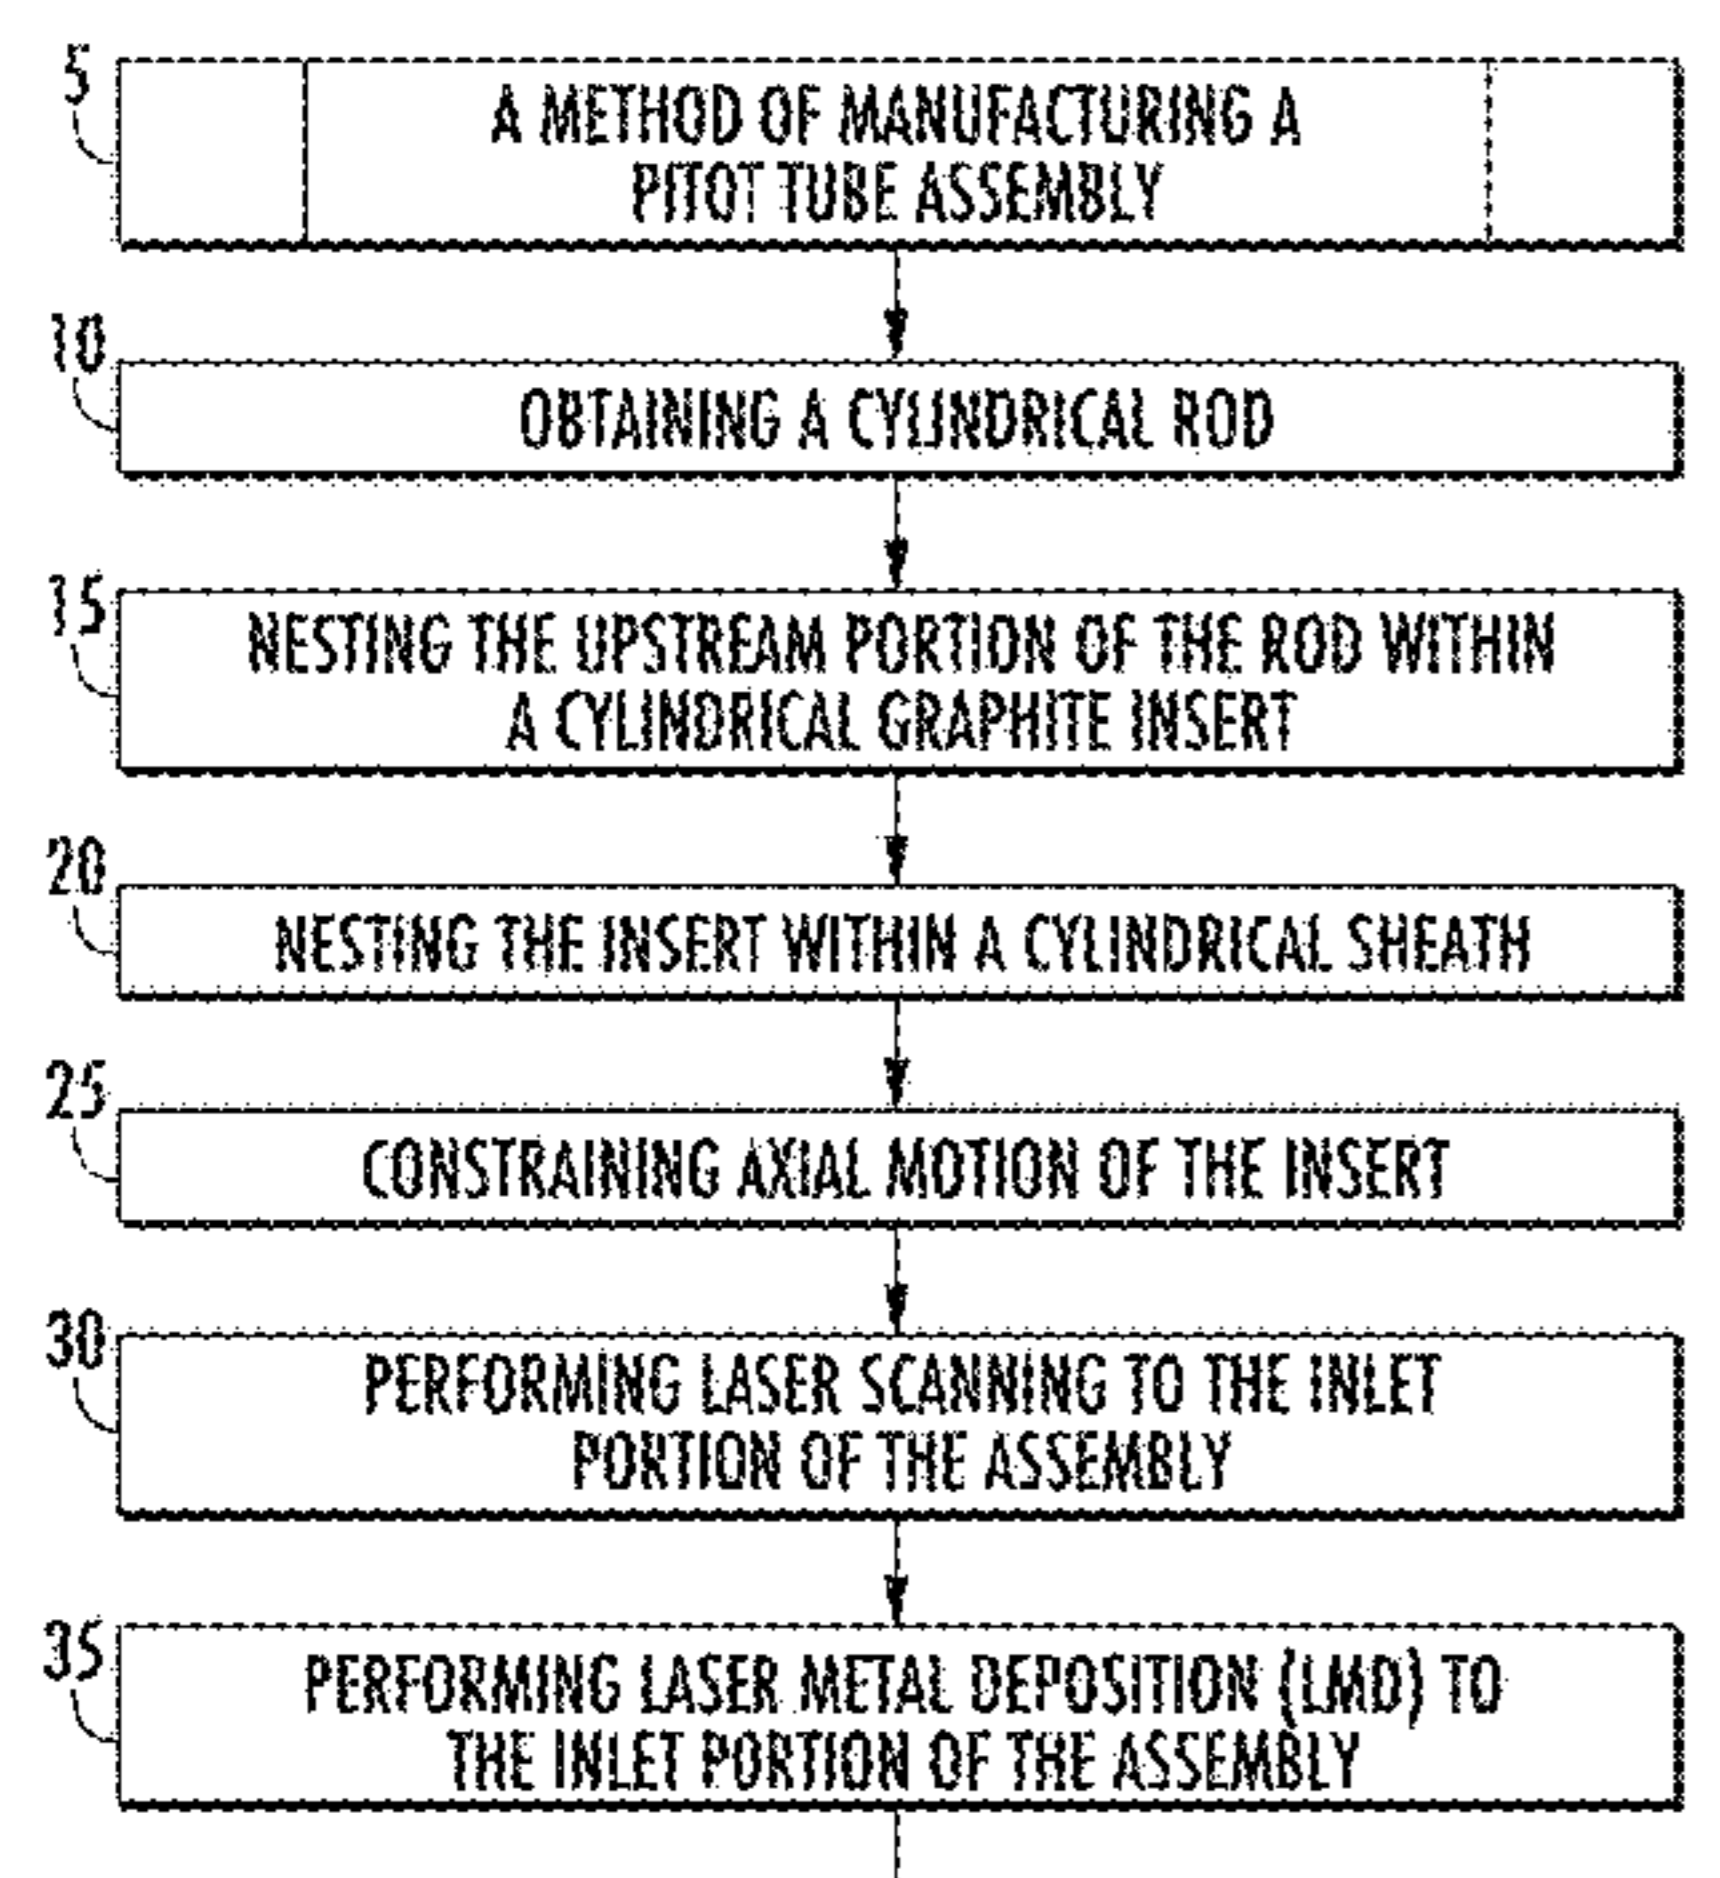 5
A METHOD OF MANUFACTURING A
PITOT TUBE ASSEMBLY
10
OBTAINING A CYLINDRICAL ROD
15
NESTING THE UPSTREAM PORTION OF THE ROD WITHIN
A CYLINDRICAL GRAPHITE INSERT
20
NESTING THE INSERT WITHIN A CYLINDRICAL SHEATH
25
CONSTRAINING AXIAL MOTION OF THE INSERT
30
PERFORMING LASER SCANNING TO THE INLET
PORTION OF THE ASSEMBLY
35
PERFORMING LASER METAL DEPOSITION (LMD) TO
THE INLET PORTION OF THE ASSEMBLY